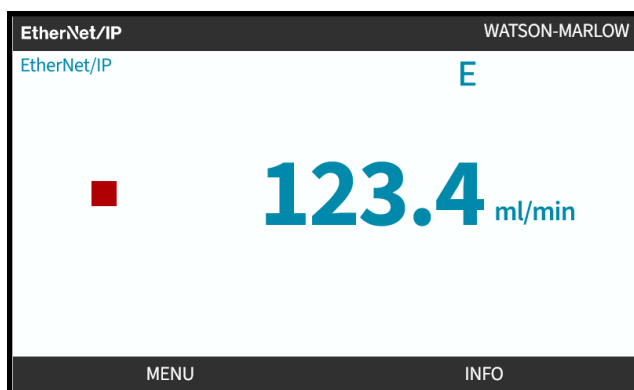 EtherNet/IP WATSON-MARLOW
EtherNet/IP E
123.4 ml/min
MENU INFO